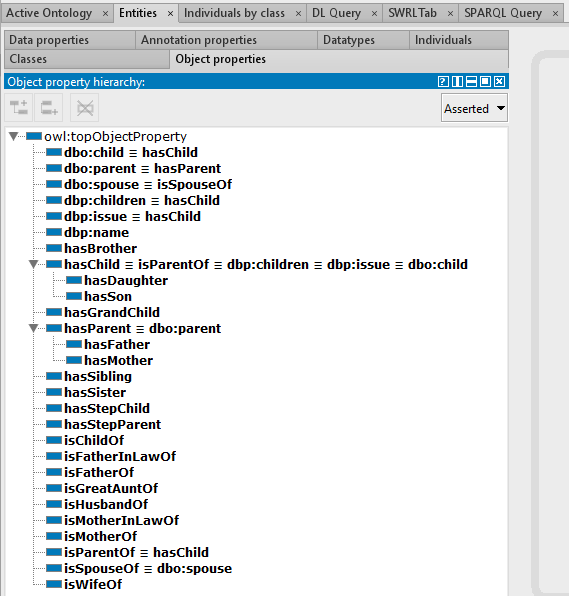 Active Ontology × Entities × Individuals by class × DL Query × SWRLTab × SPARQL Query ×
Data properties Annotation properties Datatypes Individuals
Classes Object properties
Object property hierarchy:
Asserted
owl:topObjectProperty
dbo:child ≡ hasChild
dbo:parent ≡ hasParent
dbo:spouse ≡ isSpouseOf
dbp:children ≡ hasChild
dbp:issue ≡ hasChild
dbp:name
hasBrother
hasChild ≡ isParentOf ≡ dbp:children ≡ dbp:issue ≡ dbo:child
hasDaughter
hasSon
hasGrandChild
hasParent ≡ dbo:parent
hasFather
hasMother
hasSibling
hasSister
hasStepChild
hasStepParent
isChildOf
isFatherInLawOf
isFatherOf
isGreatAuntOf
isHusbandOf
isMotherInLawOf
isMotherOf
isParentOf ≡ hasChild
isSpouseOf ≡ dbo:spouse
isWifeOf